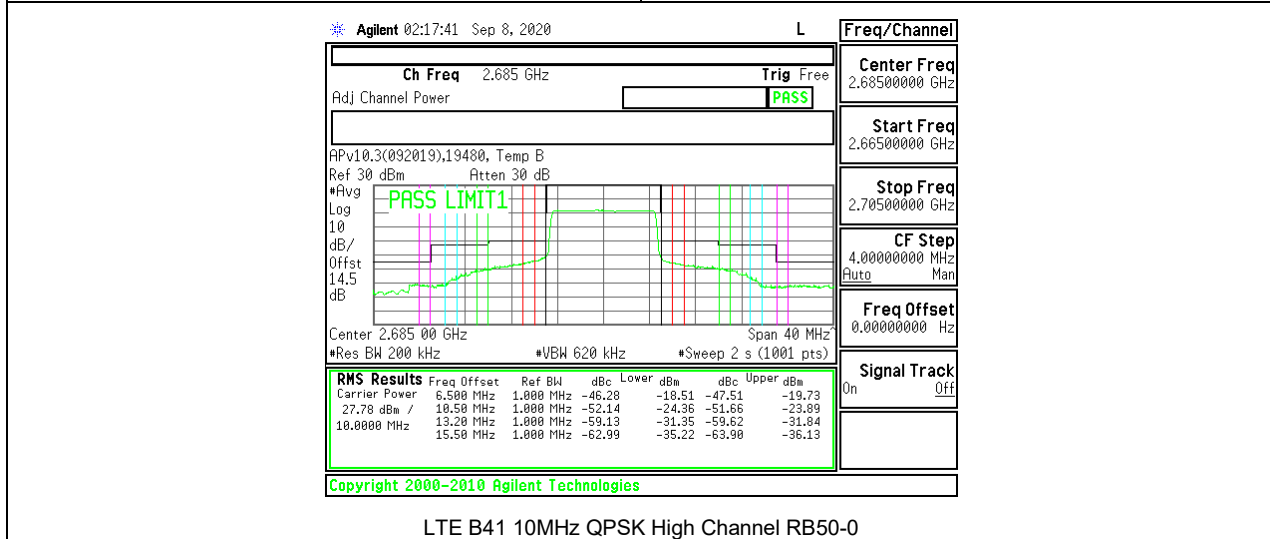 Agilent 02:17:41 Sep 8, 2020 L Freq/Channel
Ch Freq 2.685 GHz Trig Free
Adj Channel Power PASS
APv10.3(092019),19480, Temp B
Ref 30 dBm Atten 30 dB
#Avg
Log
10
dB/
Offst
14.5
dB
PASS LIMIT1
Center 2.685 00 GHz Span 40 MHz^
#Res BW 200 kHz #VBW 620 kHz #Sweep 2 s (1001 pts)
RMS Results Freq Offset Ref BW dBc Lower dBm dBc Upper dBm
Carrier Power 6.500 MHz 1.000 MHz -46.28 -18.51 -47.51 -19.73
27.78 dBm / 10.50 MHz 1.000 MHz -52.14 -24.36 -51.66 -23.89
10.0000 MHz 13.20 MHz 1.000 MHz -59.13 -31.35 -59.62 -31.84
15.50 MHz 1.000 MHz -62.99 -35.22 -63.90 -36.13
Copyright 2000-2010 Agilent Technologies
Center Freq
2.68500000 GHz
Start Freq
2.66500000 GHz
Stop Freq
2.70500000 GHz
CF Step
4.00000000 MHz
Auto Man
Freq Offset
0.00000000 Hz
Signal Track
On Off
LTE B41 10MHz QPSK High Channel RB50-0